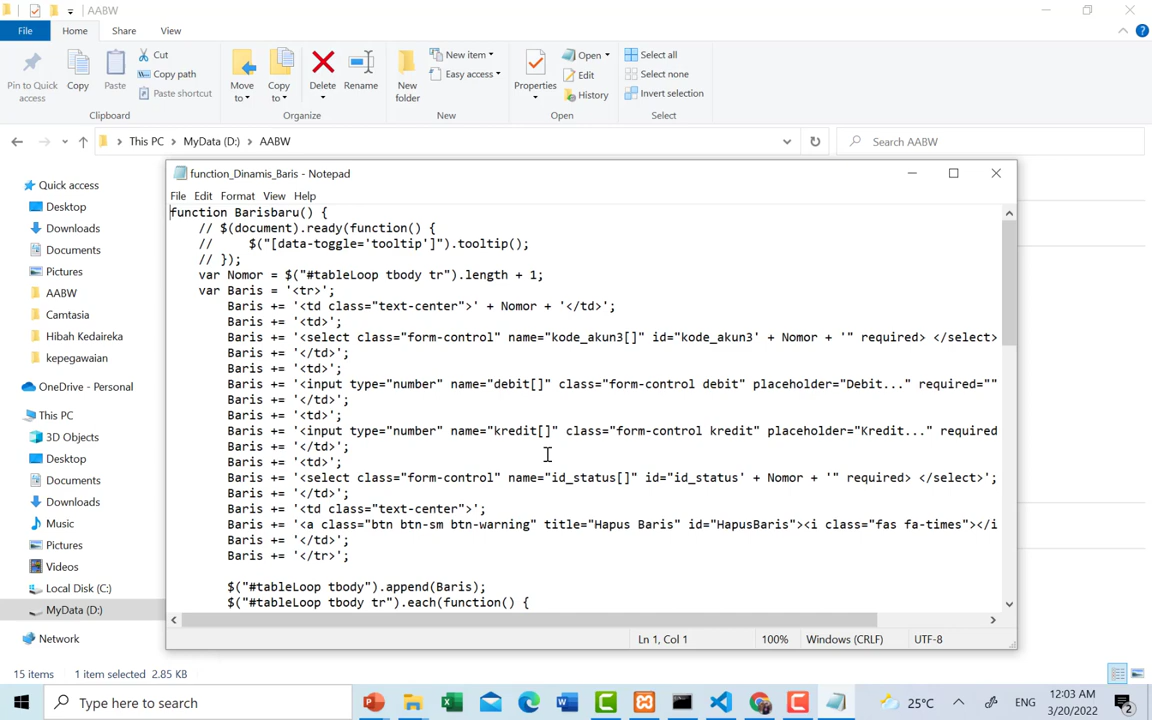 AABW
File
Home
Share
View
Pin to Quick access
Copy
Paste
Cut
Copy path
Paste shortcut
Clipboard
Move to
Copy to
Delete
Rename
Organize
New folder
New item
Easy access
New
Properties
Open
Edit
History
Open
Select all
Select none
Invert selection
Select
This PC
MyData (D:)
AABW
Search AABW
Quick access
Desktop
Downloads
Documents
Pictures
AABW
Camtasia
Hibah Kedaireka
kepegawaian
OneDrive - Personal
This PC
3D Objects
Desktop
Documents
Downloads
Music
Pictures
Videos
Local Disk (C:)
MyData (D:)
Network
function_Dinamis_Baris - Notepad
File Edit Format View Help
function Barisbaru() {
// $(document).ready(function() {
// $("[data-toggle='tooltip']").tooltip();
// });
var Nomor = $("#tableLoop tbody tr").length + 1;
var Baris = '<tr>';
Baris += '<td class="text-center">' + Nomor + '</td>';
Baris += '<td>';
Baris += '<select class="form-control" name="kode_akun3[]" id="kode_akun3' + Nomor + '" required> </select>
Baris += '</td>';
Baris += '<td>';
Baris += '<input type="number" name="debit[]" class="form-control debit" placeholder="Debit..." required=""
Baris += '</td>';
Baris += '<td>';
Baris += '<input type="number" name="kredit[]" class="form-control kredit" placeholder="Kredit..." required
Baris += '</td>';
Baris += '<td>';
Baris += '<select class="form-control" name="id_status[]" id="id_status' + Nomor + '" required> </select>';
Baris += '</td>';
Baris += '<td class="text-center">';
Baris += '<a class="btn btn-sm btn-warning" title="Hapus Baris" id="HapusBaris"><i class="fas fa-times"></i
Baris += '</td>';
Baris += '</tr>';
$("#tableLoop tbody").append(Baris);
$("#tableLoop tbody tr").each(function() {
Ln 1, Col 1
100%
Windows (CRLF)
UTF-8
15 items
1 item selected 2.85 KB
Type here to search
25°C
ENG
12:03 AM
3/20/2022
2